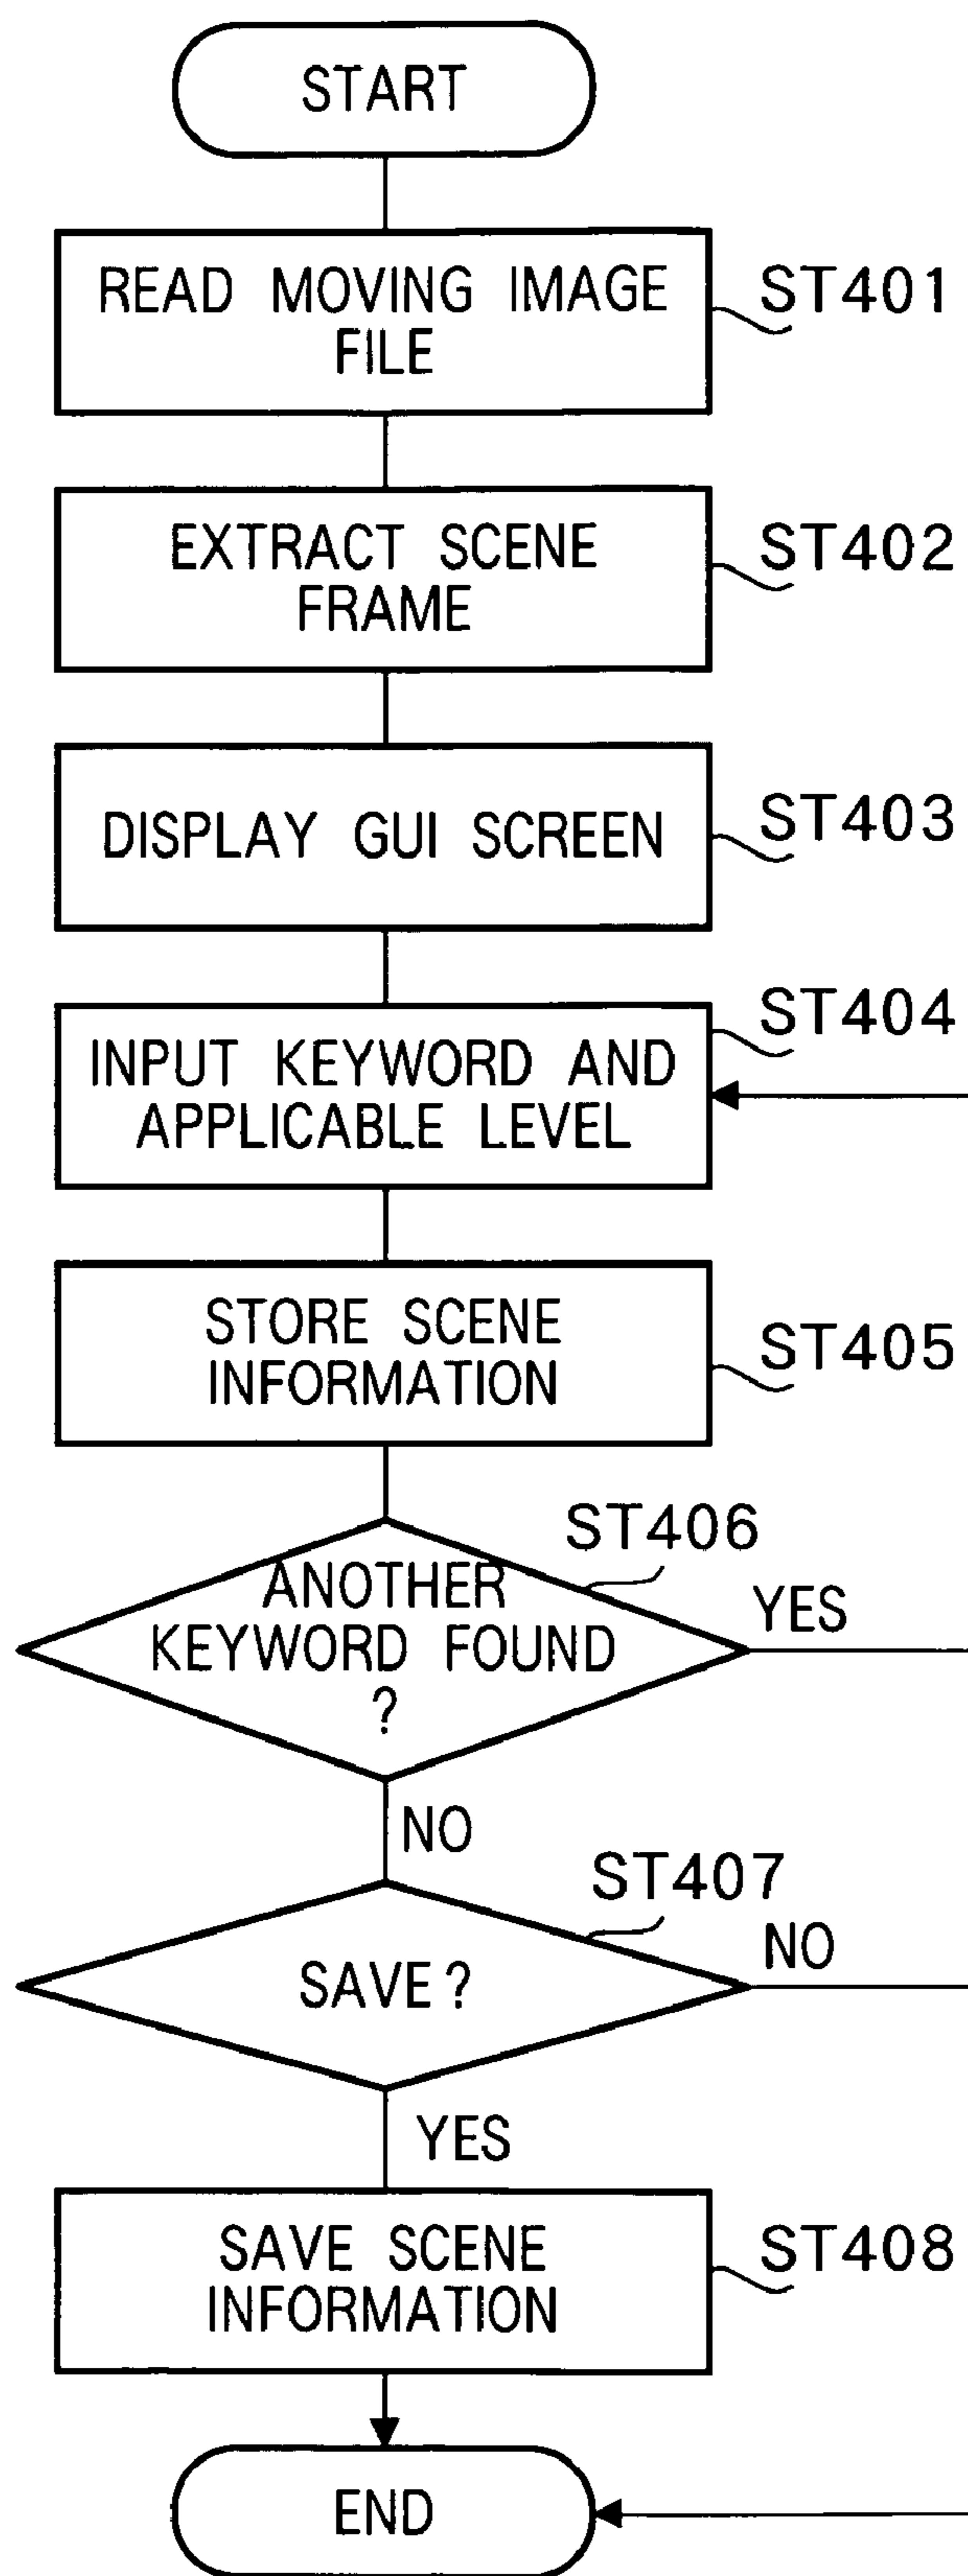 START
READ MOVING IMAGE
FILE
ST401
EXTRACT SCENE
FRAME
ST402
DISPLAY GUI SCREEN
ST403
INPUT KEYWORD AND
APPLICABLE LEVEL
ST404
STORE SCENE
INFORMATION
ST405
ST406
ANOTHER
KEYWORD FOUND
?
YES
NO
ST407
SAVE?
NO
YES
SAVE SCENE
INFORMATION
ST408
END